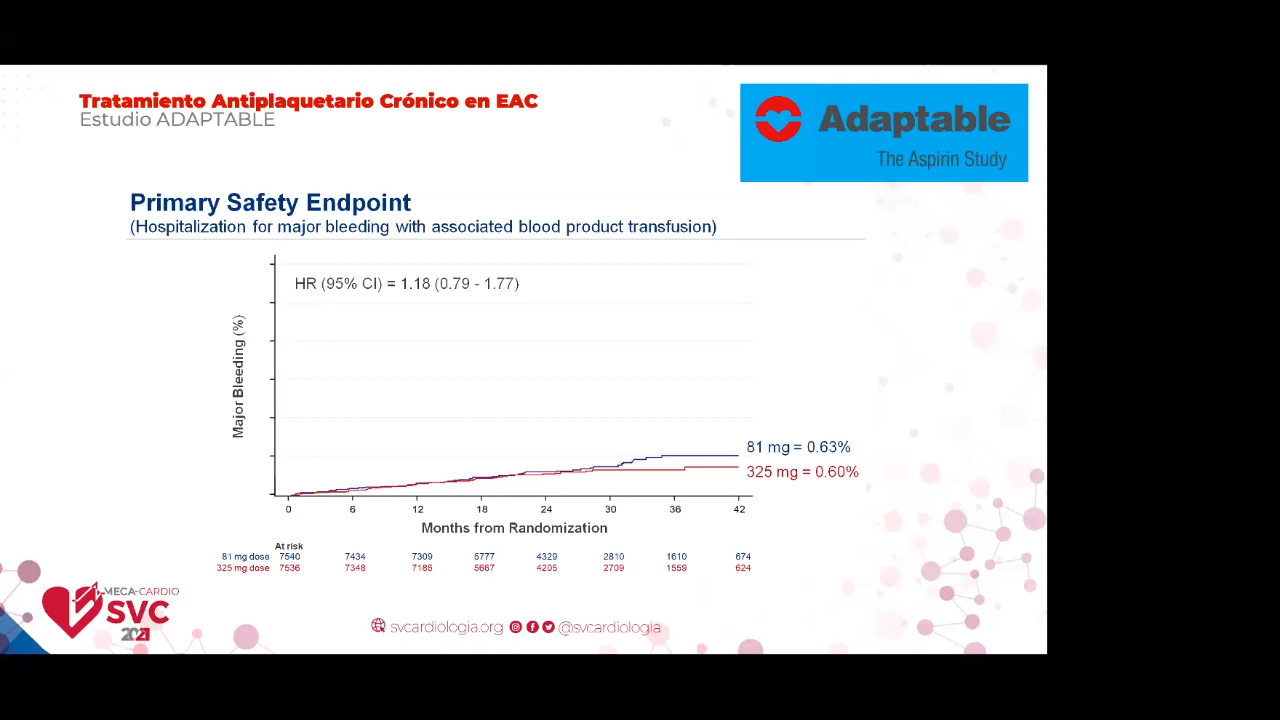 Tratamiento Antiplaquetario Crónico en EAC
Estudio ADAPTABLE
Adaptable
The Aspirin Study
Primary Safety Endpoint
(Hospitalization for major bleeding with associated blood product transfusion)
HR (95% CI) = 1.18 (0.79 - 1.77)
Major Bleeding (%)
81 mg = 0.63%
325 mg = 0.60%
0 6 12 18 24 30 36 42
Months from Randomization
At risk
81 mg dose 7540 7434 7309 5777 4329 2810 1610 674
325 mg dose 7536 7348 7185 5667 4205 2709 1559 624
MECA-CARDIO
SVC
2021
svcardiologia.org @svcardiologia